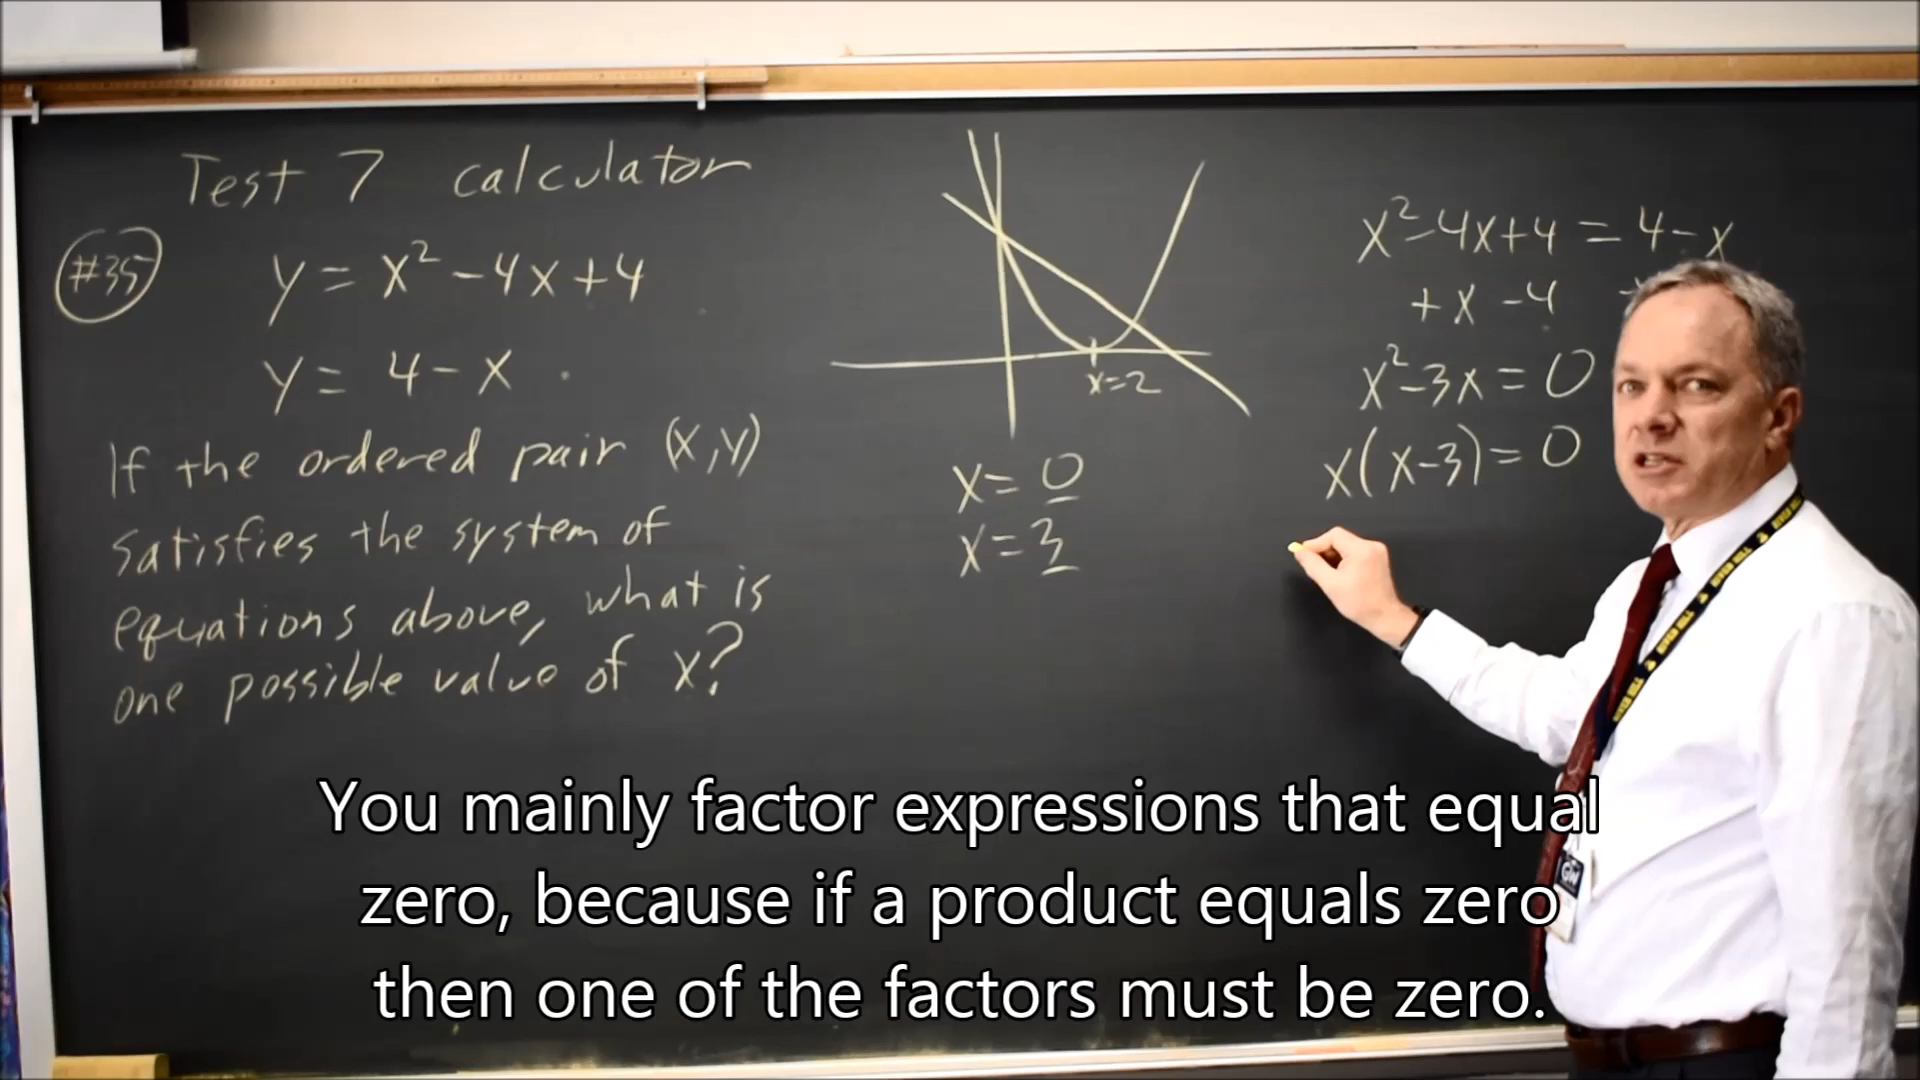 Test 7 calculator
#35
y = x² - 4x + 4
y = 4 - x
If the ordered pair (x, y)
satisfies the system of
equations above, what is
one possible value of x?
x=2
x = 0
x = 3
x² - 4x + 4 = 4 - x
+ x - 4
x² - 3x = 0
x(x - 3) = 0
You mainly factor expressions that equal
zero, because if a product equals zero
then one of the factors must be zero.